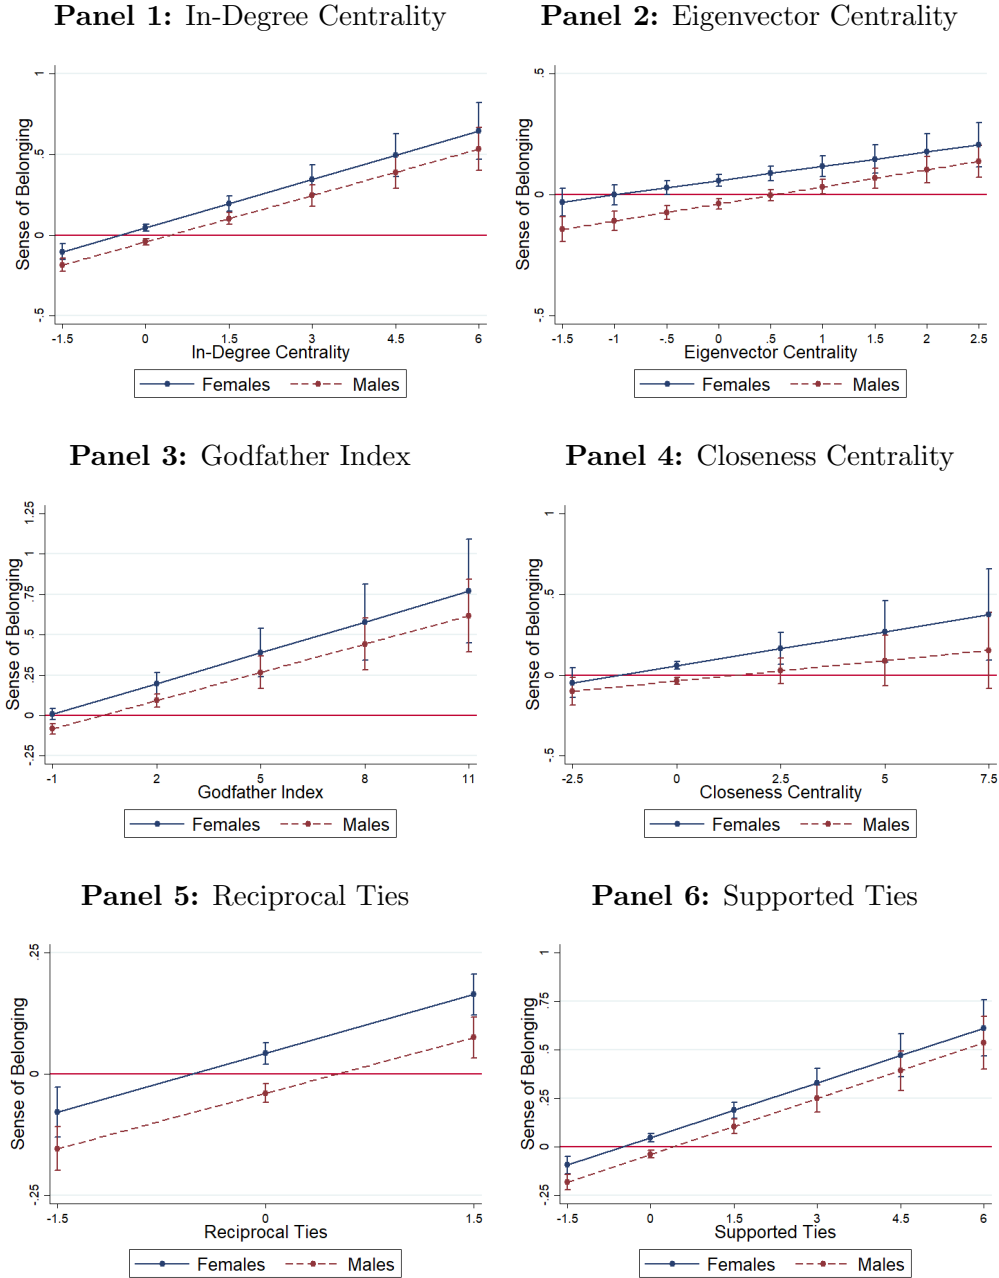 Panel 1: In-Degree Centrality
Sense of Belonging
1
.5
0
-.5
-1.5 0 1.5 3 4.5 6
In-Degree Centrality
Females Males
Panel 2: Eigenvector Centrality
Sense of Belonging
.5
0
-.5
-1.5 -1 -.5 0 .5 1 1.5 2 2.5
Eigenvector Centrality
Females Males
Panel 3: Godfather Index
Sense of Belonging
1.25
1
.75
.5
.25
0
-.25
-1 2 5 8 11
Godfather Index
Females Males
Panel 4: Closeness Centrality
Sense of Belonging
1
.5
0
-.5
-2.5 0 2.5 5 7.5
Closeness Centrality
Females Males
Panel 5: Reciprocal Ties
Sense of Belonging
.25
0
-.25
-1.5 0 1.5
Reciprocal Ties
Females Males
Panel 6: Supported Ties
Sense of Belonging
1
.75
.5
.25
0
-.25
-1.5 0 1.5 3 4.5 6
Supported Ties
Females Males